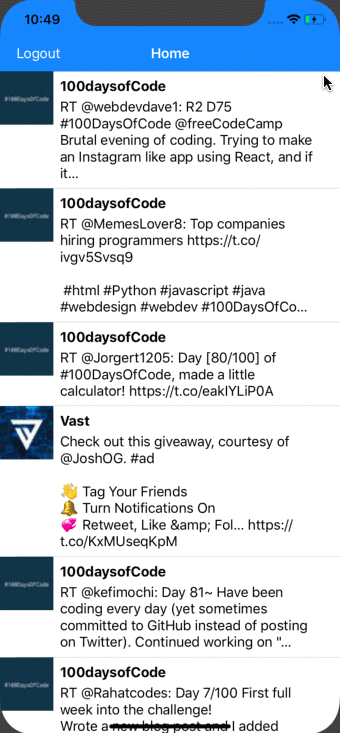 10:49
Logout
Home
#100DaysOfCode
100daysofCode
RT @webdevdave1: R2 D75
#100DaysOfCode @freeCodeCamp
Brutal evening of coding. Trying to make
an Instagram like app using React, and if
it...
#100DaysOfCode
100daysofCode
RT @MemesLover8: Top companies
hiring programmers https://t.co/
ivgv5Svsq9
#html #Python #javascript #java
#webdesign #webdev #100DaysOfCo...
#100DaysOfCode
100daysofCode
RT @Jorgert1205: Day [80/100] of
#100DaysOfCode, made a little
calculator! https://t.co/eakIYLiP0A
Vast
Check out this giveaway, courtesy of
@JoshOG. #ad
👋 Tag Your Friends
🔔 Turn Notifications On
💞 Retweet, Like &amp; Fol... https://
t.co/KxMUseqKpM
#100DaysOfCode
100daysofCode
RT @kefimochi: Day 81~ Have been
coding every day (yet sometimes
committed to GitHub instead of posting
on Twitter). Continued working on "...
#100DaysOfCode
100daysofCode
RT @Rahatcodes: Day 7/100 First full
week into the challenge!
Wrote a new blog post and I added